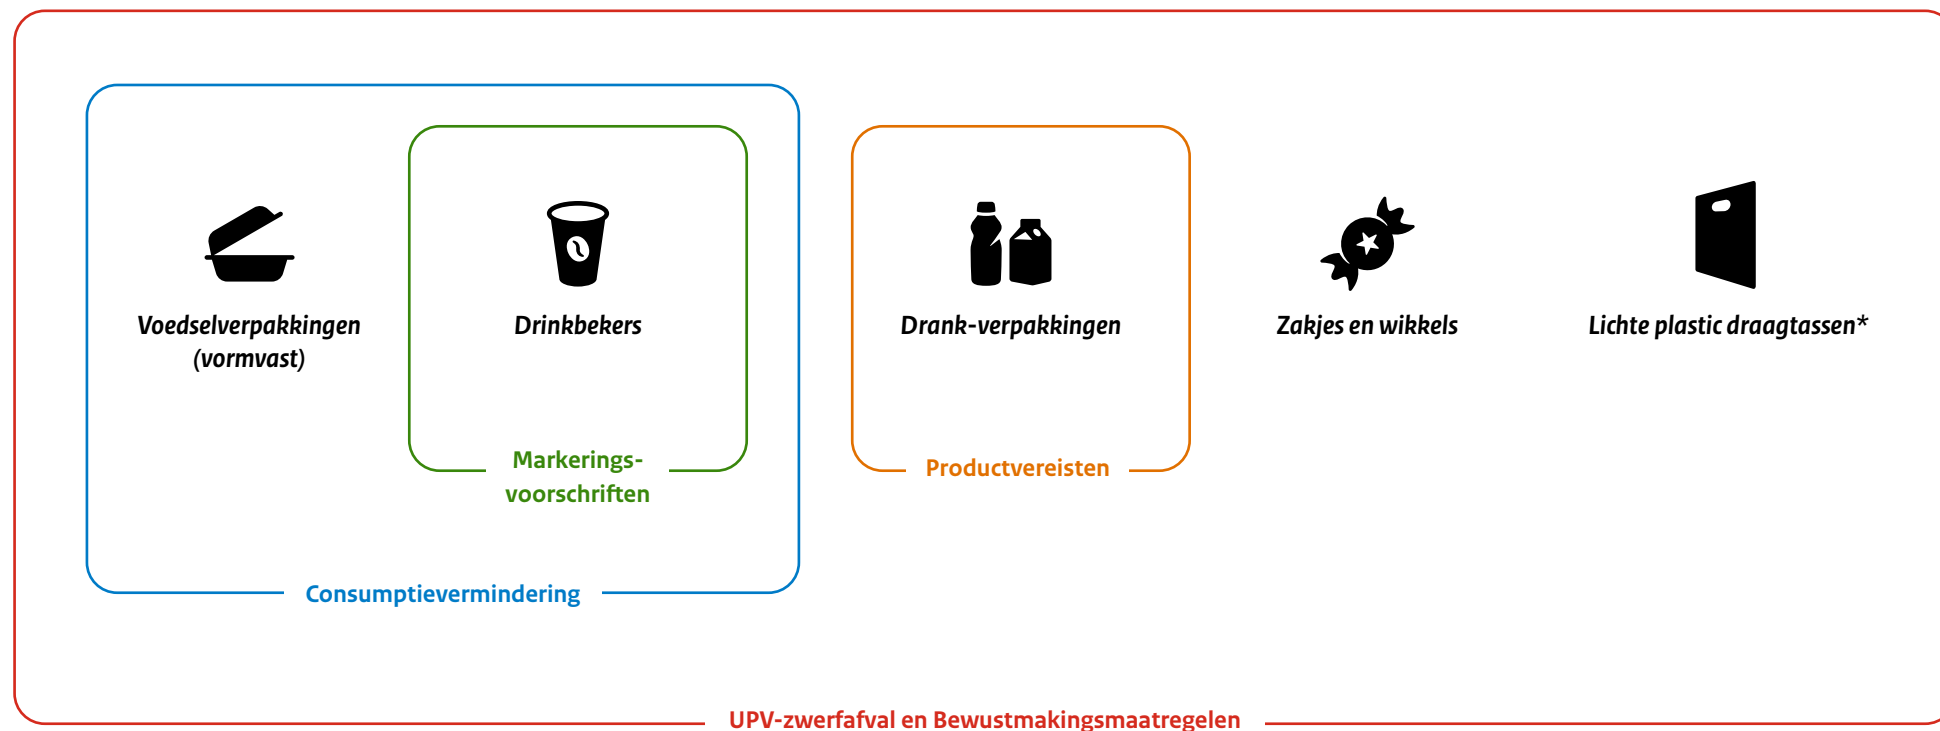 Voedselverpakkingen
(vormvast)
Drinkbekers
Drank-verpakkingen
Zakjes en wikkels
Lichte plastic draagtassen*
Markerings-
voorschriften
Productvereisten
Consumptievermindering
UPV-zwerfafval en Bewustmakingsmaatregelen